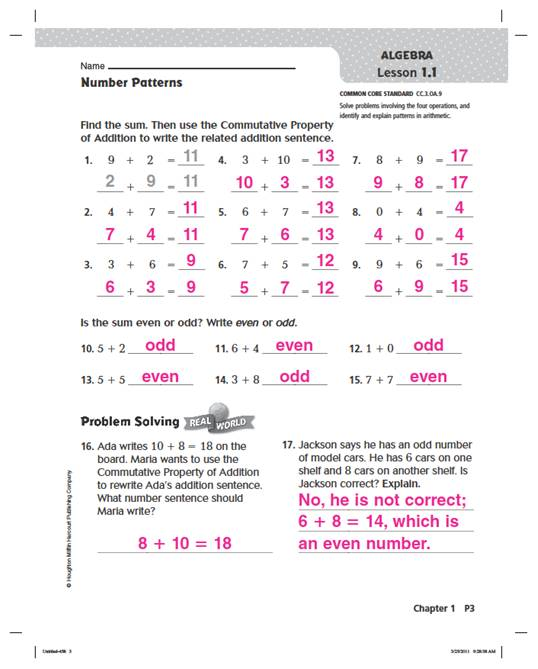 ALGEBRA
Lesson 1.1
Name
Number Patterns
COMMON CORE STANDARD CC.3.OA.9
Solve problems involving the four operations, and
identify and explain patterns in arithmetic.
Find the sum. Then use the Commutative Property
of Addition to write the related addition sentence.
1. 9 + 2 = 11 4. 3 + 10 = 13 7. 8 + 9 = 17
2 + 9 = 11 10 + 3 = 13 9 + 8 = 17
2. 4 + 7 = 11 5. 6 + 7 = 13 8. 0 + 4 = 4
7 + 4 = 11 7 + 6 = 13 4 + 0 = 4
3. 3 + 6 = 9 6. 7 + 5 = 12 9. 9 + 6 = 15
6 + 3 = 9 5 + 7 = 12 6 + 9 = 15
Is the sum even or odd? Write even or odd.
10. 5 + 2 odd 11. 6 + 4 even 12. 1 + 0 odd
13. 5 + 5 even 14. 3 + 8 odd 15. 7 + 7 even
Problem Solving REAL WORLD
16. Ada writes 10 + 8 = 18 on the
board. Maria wants to use the
Commutative Property of Addition
to rewrite Ada's addition sentence.
What number sentence should
Maria write?
8 + 10 = 18
17. Jackson says he has an odd number
of model cars. He has 6 cars on one
shelf and 8 cars on another shelf. Is
Jackson correct? Explain.
No, he is not correct;
6 + 8 = 14, which is
an even number.
© Houghton Mifflin Harcourt Publishing Company
Chapter 1 P3